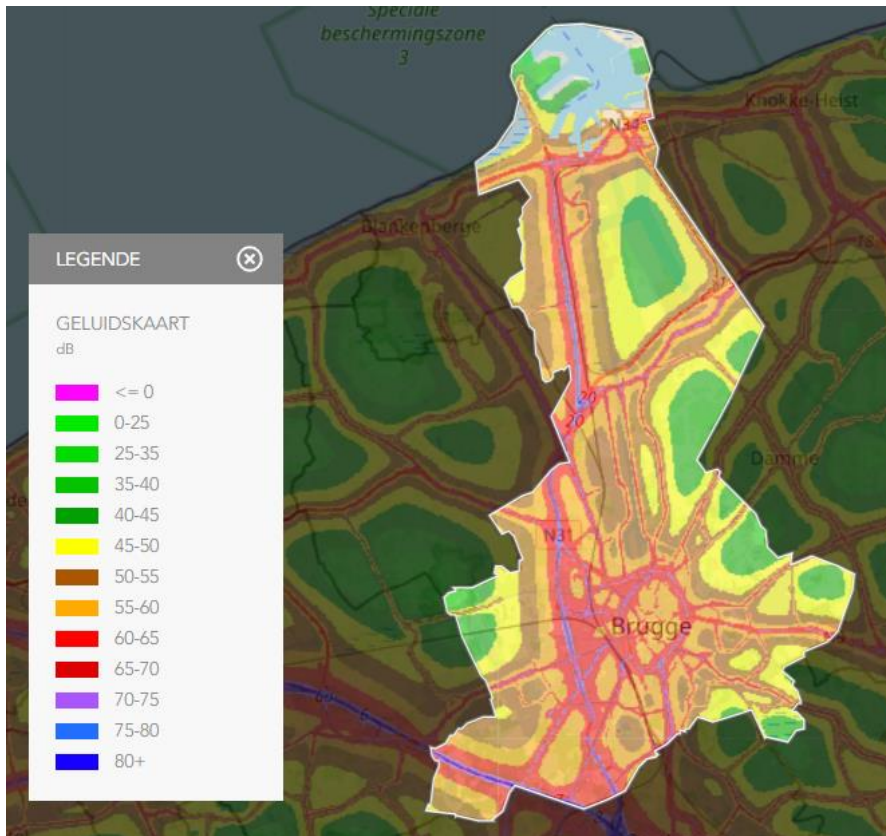 Speciale
beschermingszone
3
Knokke-Heist
Blankenberge
LEGENDE
GELUIDSKAART
dB
<= 0
0-25
25-35
35-40
40-45
45-50
50-55
55-60
60-65
65-70
70-75
75-80
80+
20
20
Damme
N31
Brugge